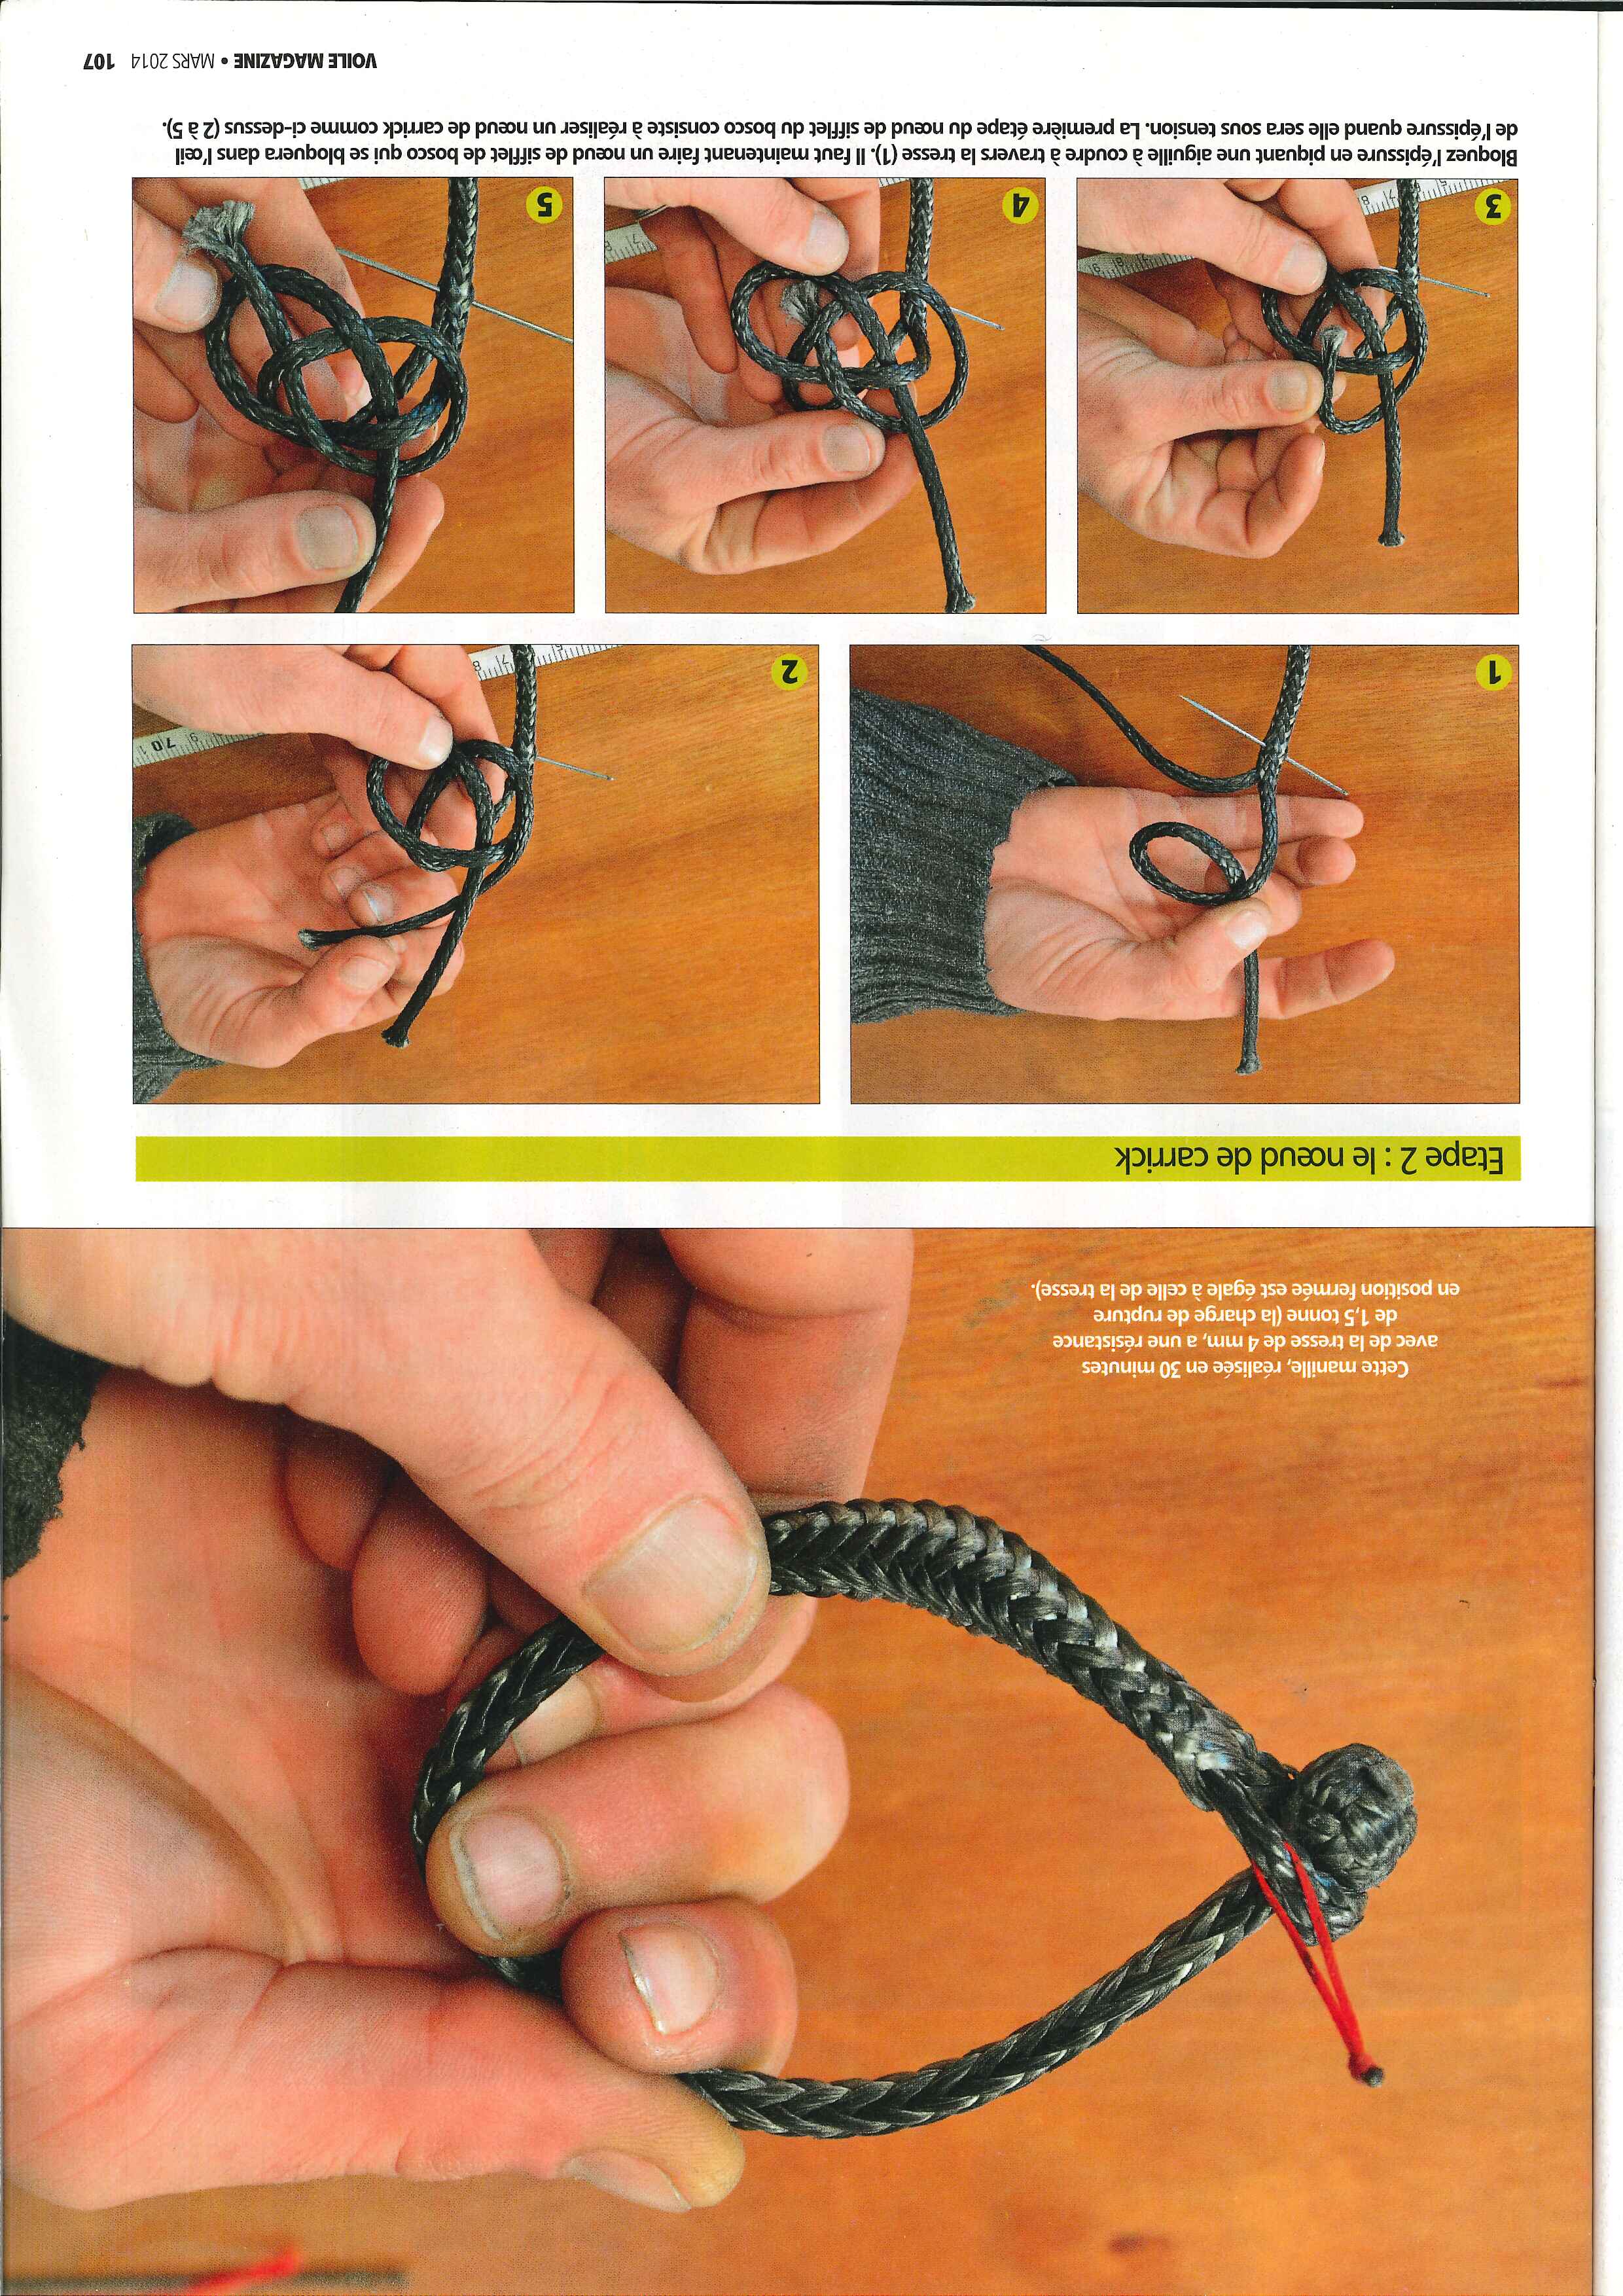 Cette manille, réalisée en 30 minutes
avec de la tresse de 4 mm, a une résistance
de 1,5 tonne (la charge de rupture
en position fermée est égale à celle de la tresse).
Etape 2 : le nœud de carrick
1
2
70
8
7
5
3
4
5
Bloquez l'épissure en piquant une aiguille à coudre à travers la tresse (1). Il faut maintenant faire un nœud de sifflet de bosco qui se bloquera dans l'œil
de l'épissure quand elle sera sous tension. La première étape du nœud de sifflet du bosco consiste à réaliser un nœud de carrick comme ci-dessus (2 à 5).
VOILE MAGAZINE • MARS 2014 107